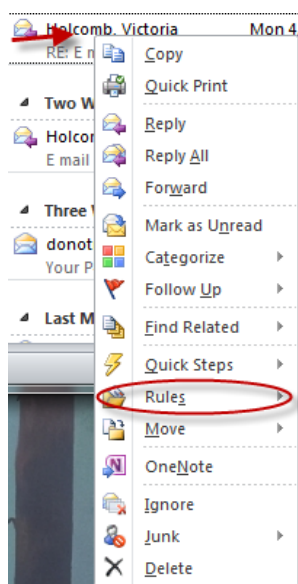 Holcomb, Victoria Mon 4
RE: E m
Copy
Quick Print
Two W
Reply
Holcor
Reply All
E mail
Forward
Three
Mark as Unread
donot
Categorize
Your P
Follow Up
Last M
Find Related
Quick Steps
Rules
Move
OneNote
Ignore
Junk
Delete